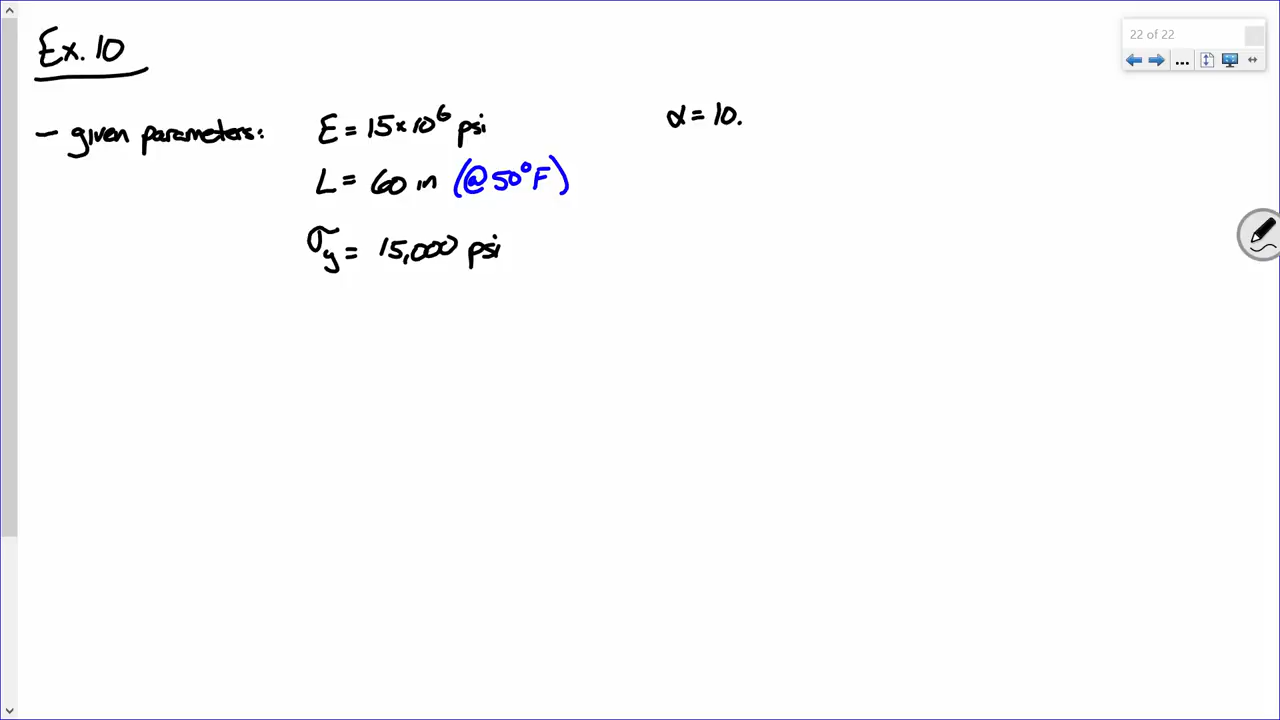 Ex. 10
22 of 22
...
– given parameters: E = 15×10⁶ psi α = 10.
L = 60 in (@50°F)
σy = 15,000 psi